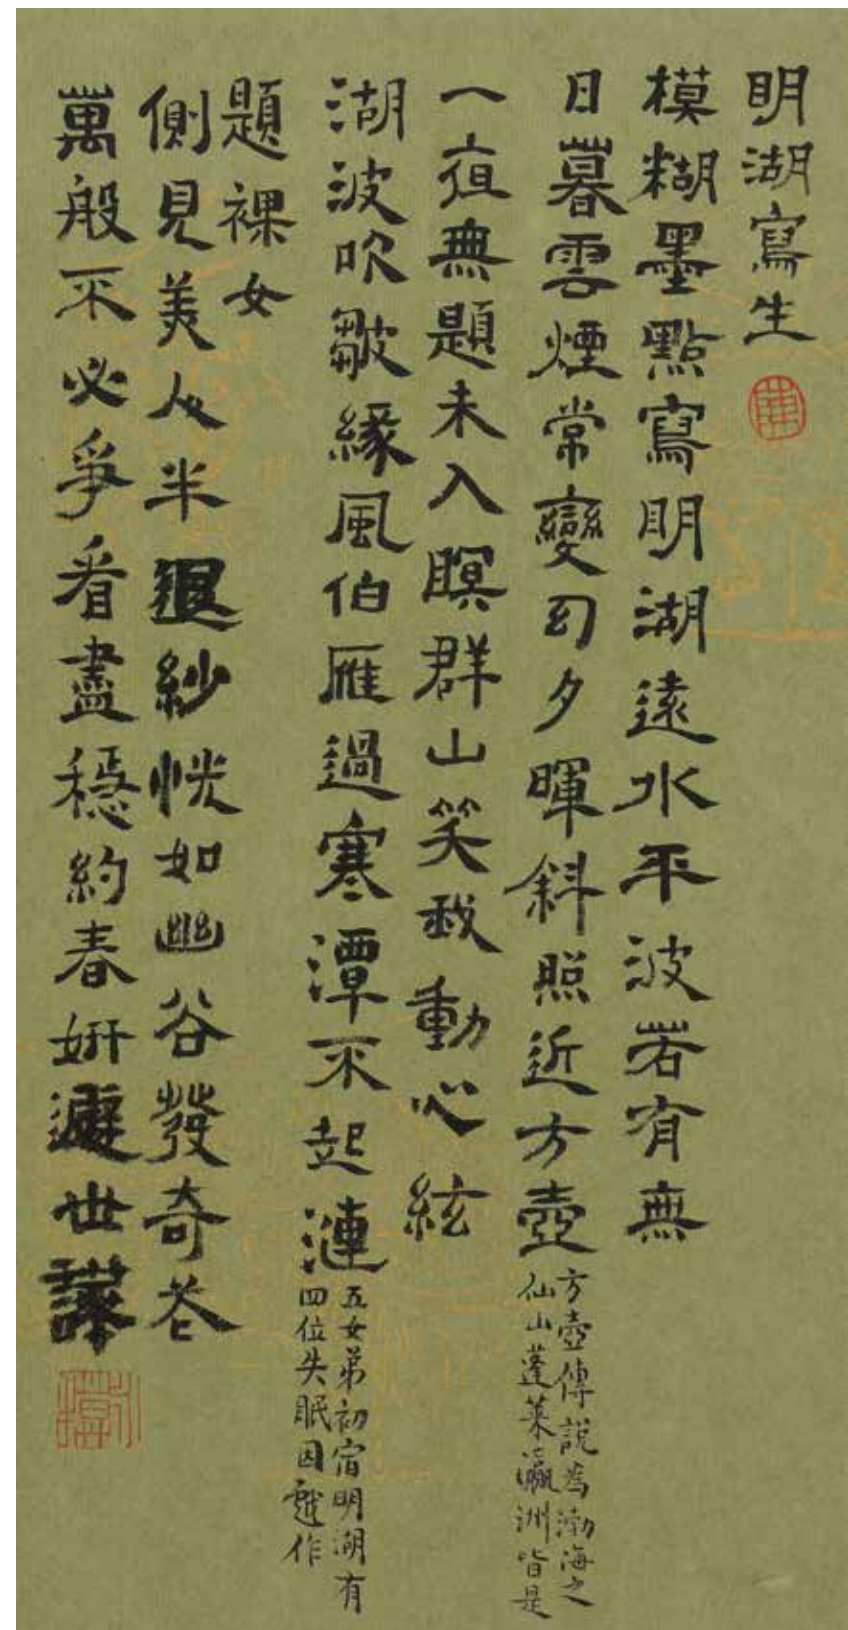 明湖寫生
模糊墨點寫明湖遠水平波若有無
日暮雲煙常變幻夕暉斜照近方壺
方壺傳說為渤海之
仙山蓬萊瀛洲皆是
一夜無題未入瞑群山笑我動心絃
湖波吹皺緣風伯雁過寒潭不起漣
五女弟初宿明湖有
四位失眠因戲作
題裸女
側見美人半退紗恍如幽谷發奇芲
萬般不必爭看盡穩約春妍避世譁